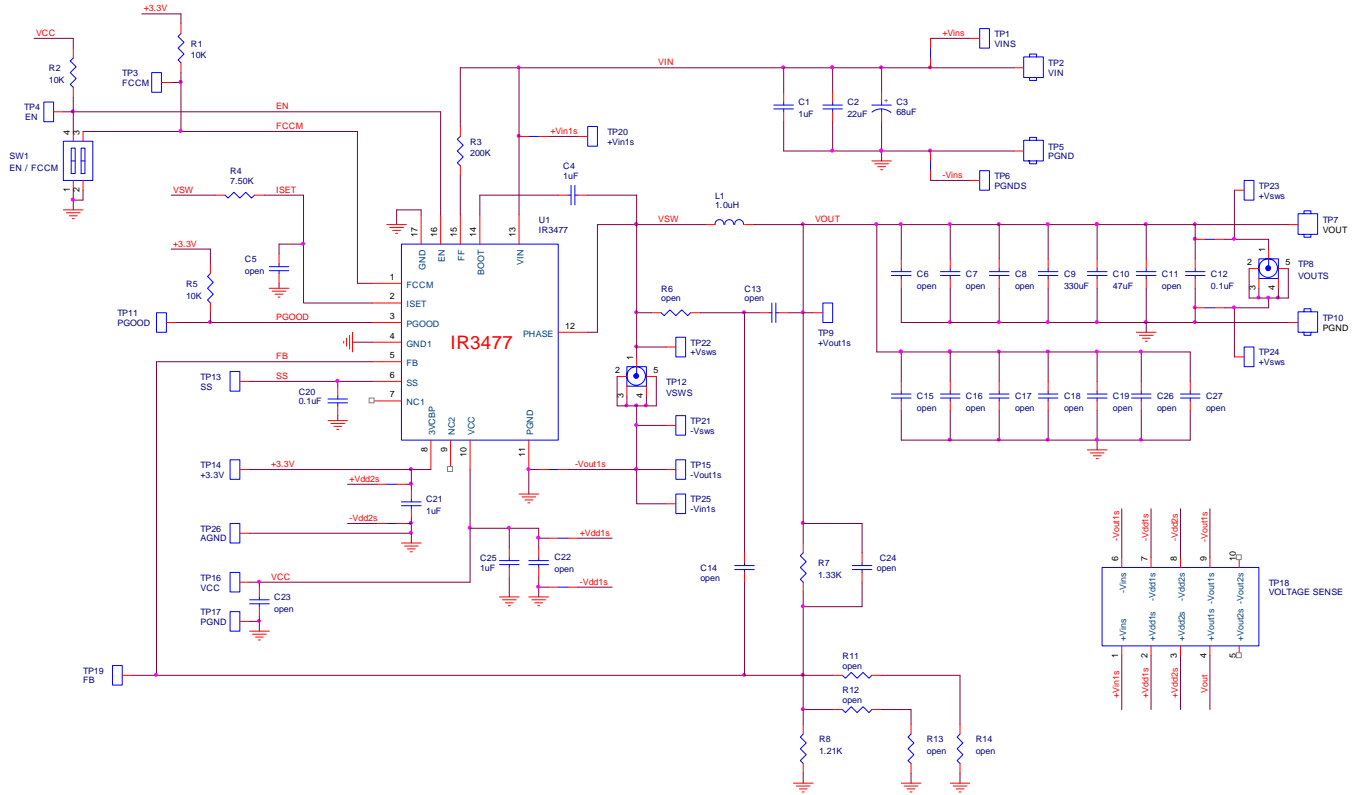 +3.3V
VCC
R1
10K
R2
10K
TP3
FCCM
TP4
EN
EN
FCCM
4
3
SW1
EN / FCCM
1
2
R4
7.50K
VSW
ISET
C5
open
+3.3V
R5
10K
TP11
PGOOD
PGOOD
FB
TP13
SS
SS
C20
0.1uF
TP14
+3.3V
+3.3V
+Vdd2s
C21
1uF
-Vdd2s
TP26
AGND
TP16
VCC
VCC
C23
open
TP17
PGND
TP19
FB
R3
200K
VIN
+Vin1s
TP20
+Vin1s
C4
1uF
U1
IR3477
17
16
15
14
13
GND
EN
FF
BOOT
VIN
1
FCCM
2
ISET
3
PGOOD
4
GND1
5
FB
6
SS
7
NC1
IR3477
PHASE
12
3VCBP
NC2
VCC
PGND
8
9
10
11
C25
1uF
C22
open
+Vdd1s
-Vdd1s
-Vout1s
VSW
L1
1.0uH
VOUT
R6
open
C13
open
TP9
+Vout1s
TP22
+Vsws
1
2
5
3
4
TP12
VSWS
TP21
-Vsws
TP15
-Vout1s
TP25
-Vin1s
C14
open
R7
1.33K
C24
open
R11
open
R12
open
R8
1.21K
R13
open
R14
open
+Vins
TP1
VINS
TP2
VIN
C1
1uF
C2
22uF
+
C3
68uF
TP5
PGND
-Vins
TP6
PGNDS
TP23
+Vsws
TP7
VOUT
1
2
5
3
4
TP8
VOUTS
C6
open
C7
open
C8
open
C9
330uF
C10
47uF
C11
open
C12
0.1uF
TP10
PGND
TP24
+Vsws
C15
open
C16
open
C17
open
C18
open
C19
open
C26
open
C27
open
-Vout1s
-Vdd1s
-Vdd2s
-Vout1s
6
7
8
9
10
-Vins
-Vdd1s
-Vdd2s
-Vout1s
-Vout2s
TP18
VOLTAGE SENSE
+Vins
+Vdd1s
+Vdd2s
+Vout1s
+Vout2s
1
2
3
4
5
+Vin1s
+Vdd1s
+Vdd2s
Vout